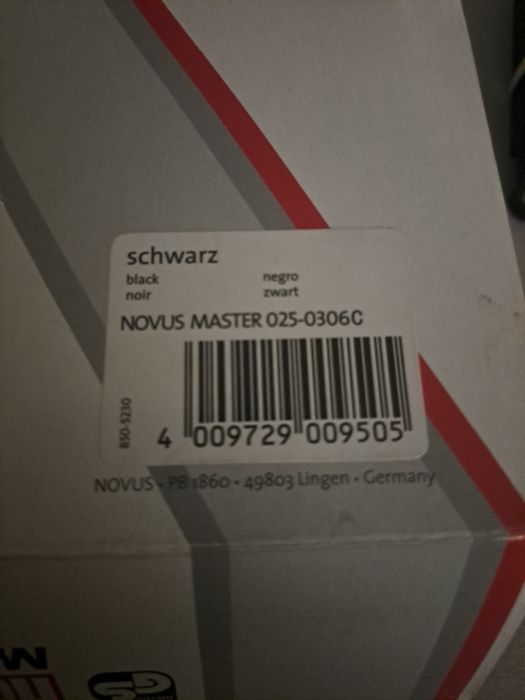 schwarz
black negro
noir zwart
NOVUS MASTER 025-0306C
850-5230
4 009729 009505
NOVUS • PB 1860 • 49803 Lingen • Germany
GS